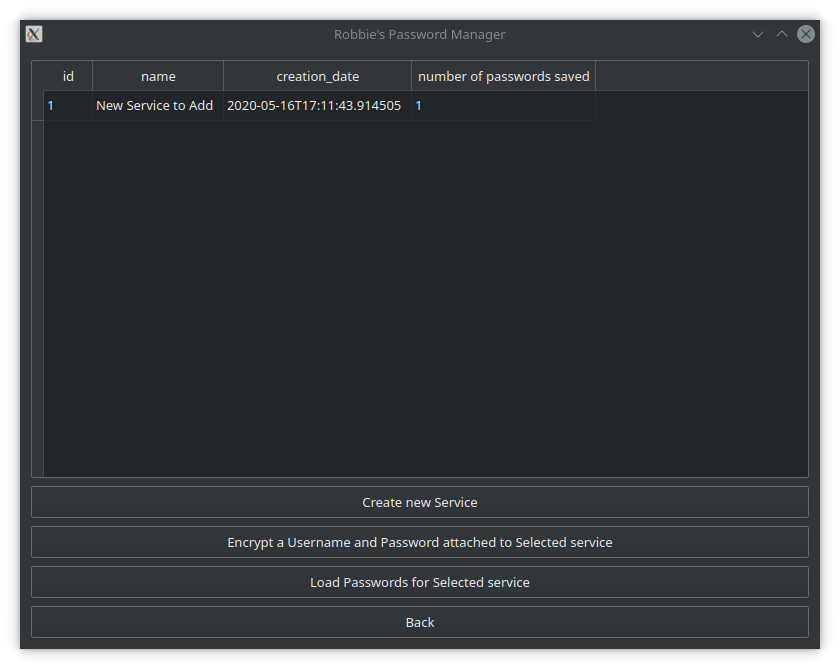 Robbie's Password Manager
id name creation_date number of passwords saved
1 New Service to Add 2020-05-16T17:11:43.914505 1
Create new Service
Encrypt a Username and Password attached to Selected service
Load Passwords for Selected service
Back